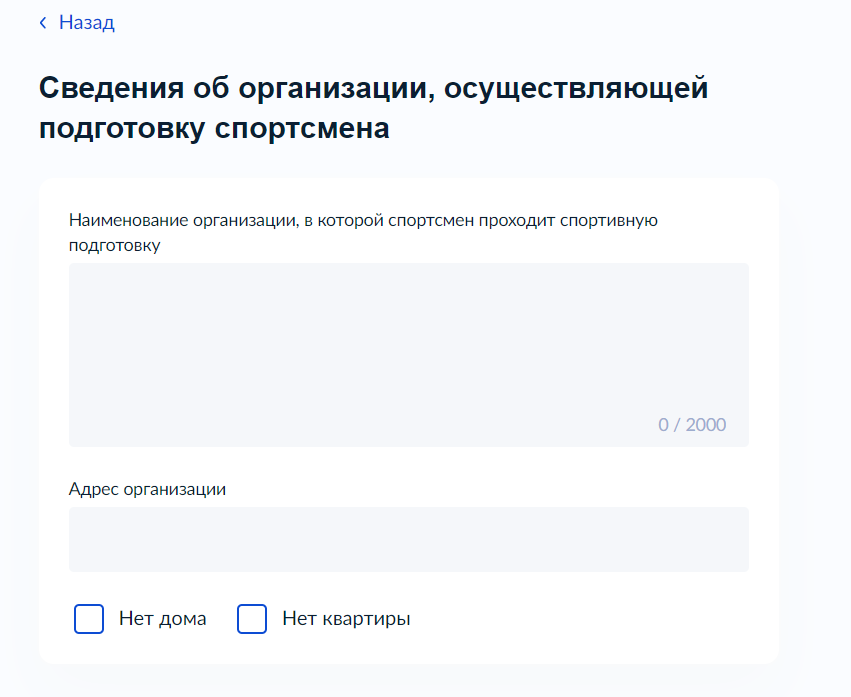 Назад
Сведения об организации, осуществляющей
подготовку спортсмена
Наименование организации, в которой спортсмен проходит спортивную
подготовку
0 / 2000
Адрес организации
Нет дома Нет квартиры